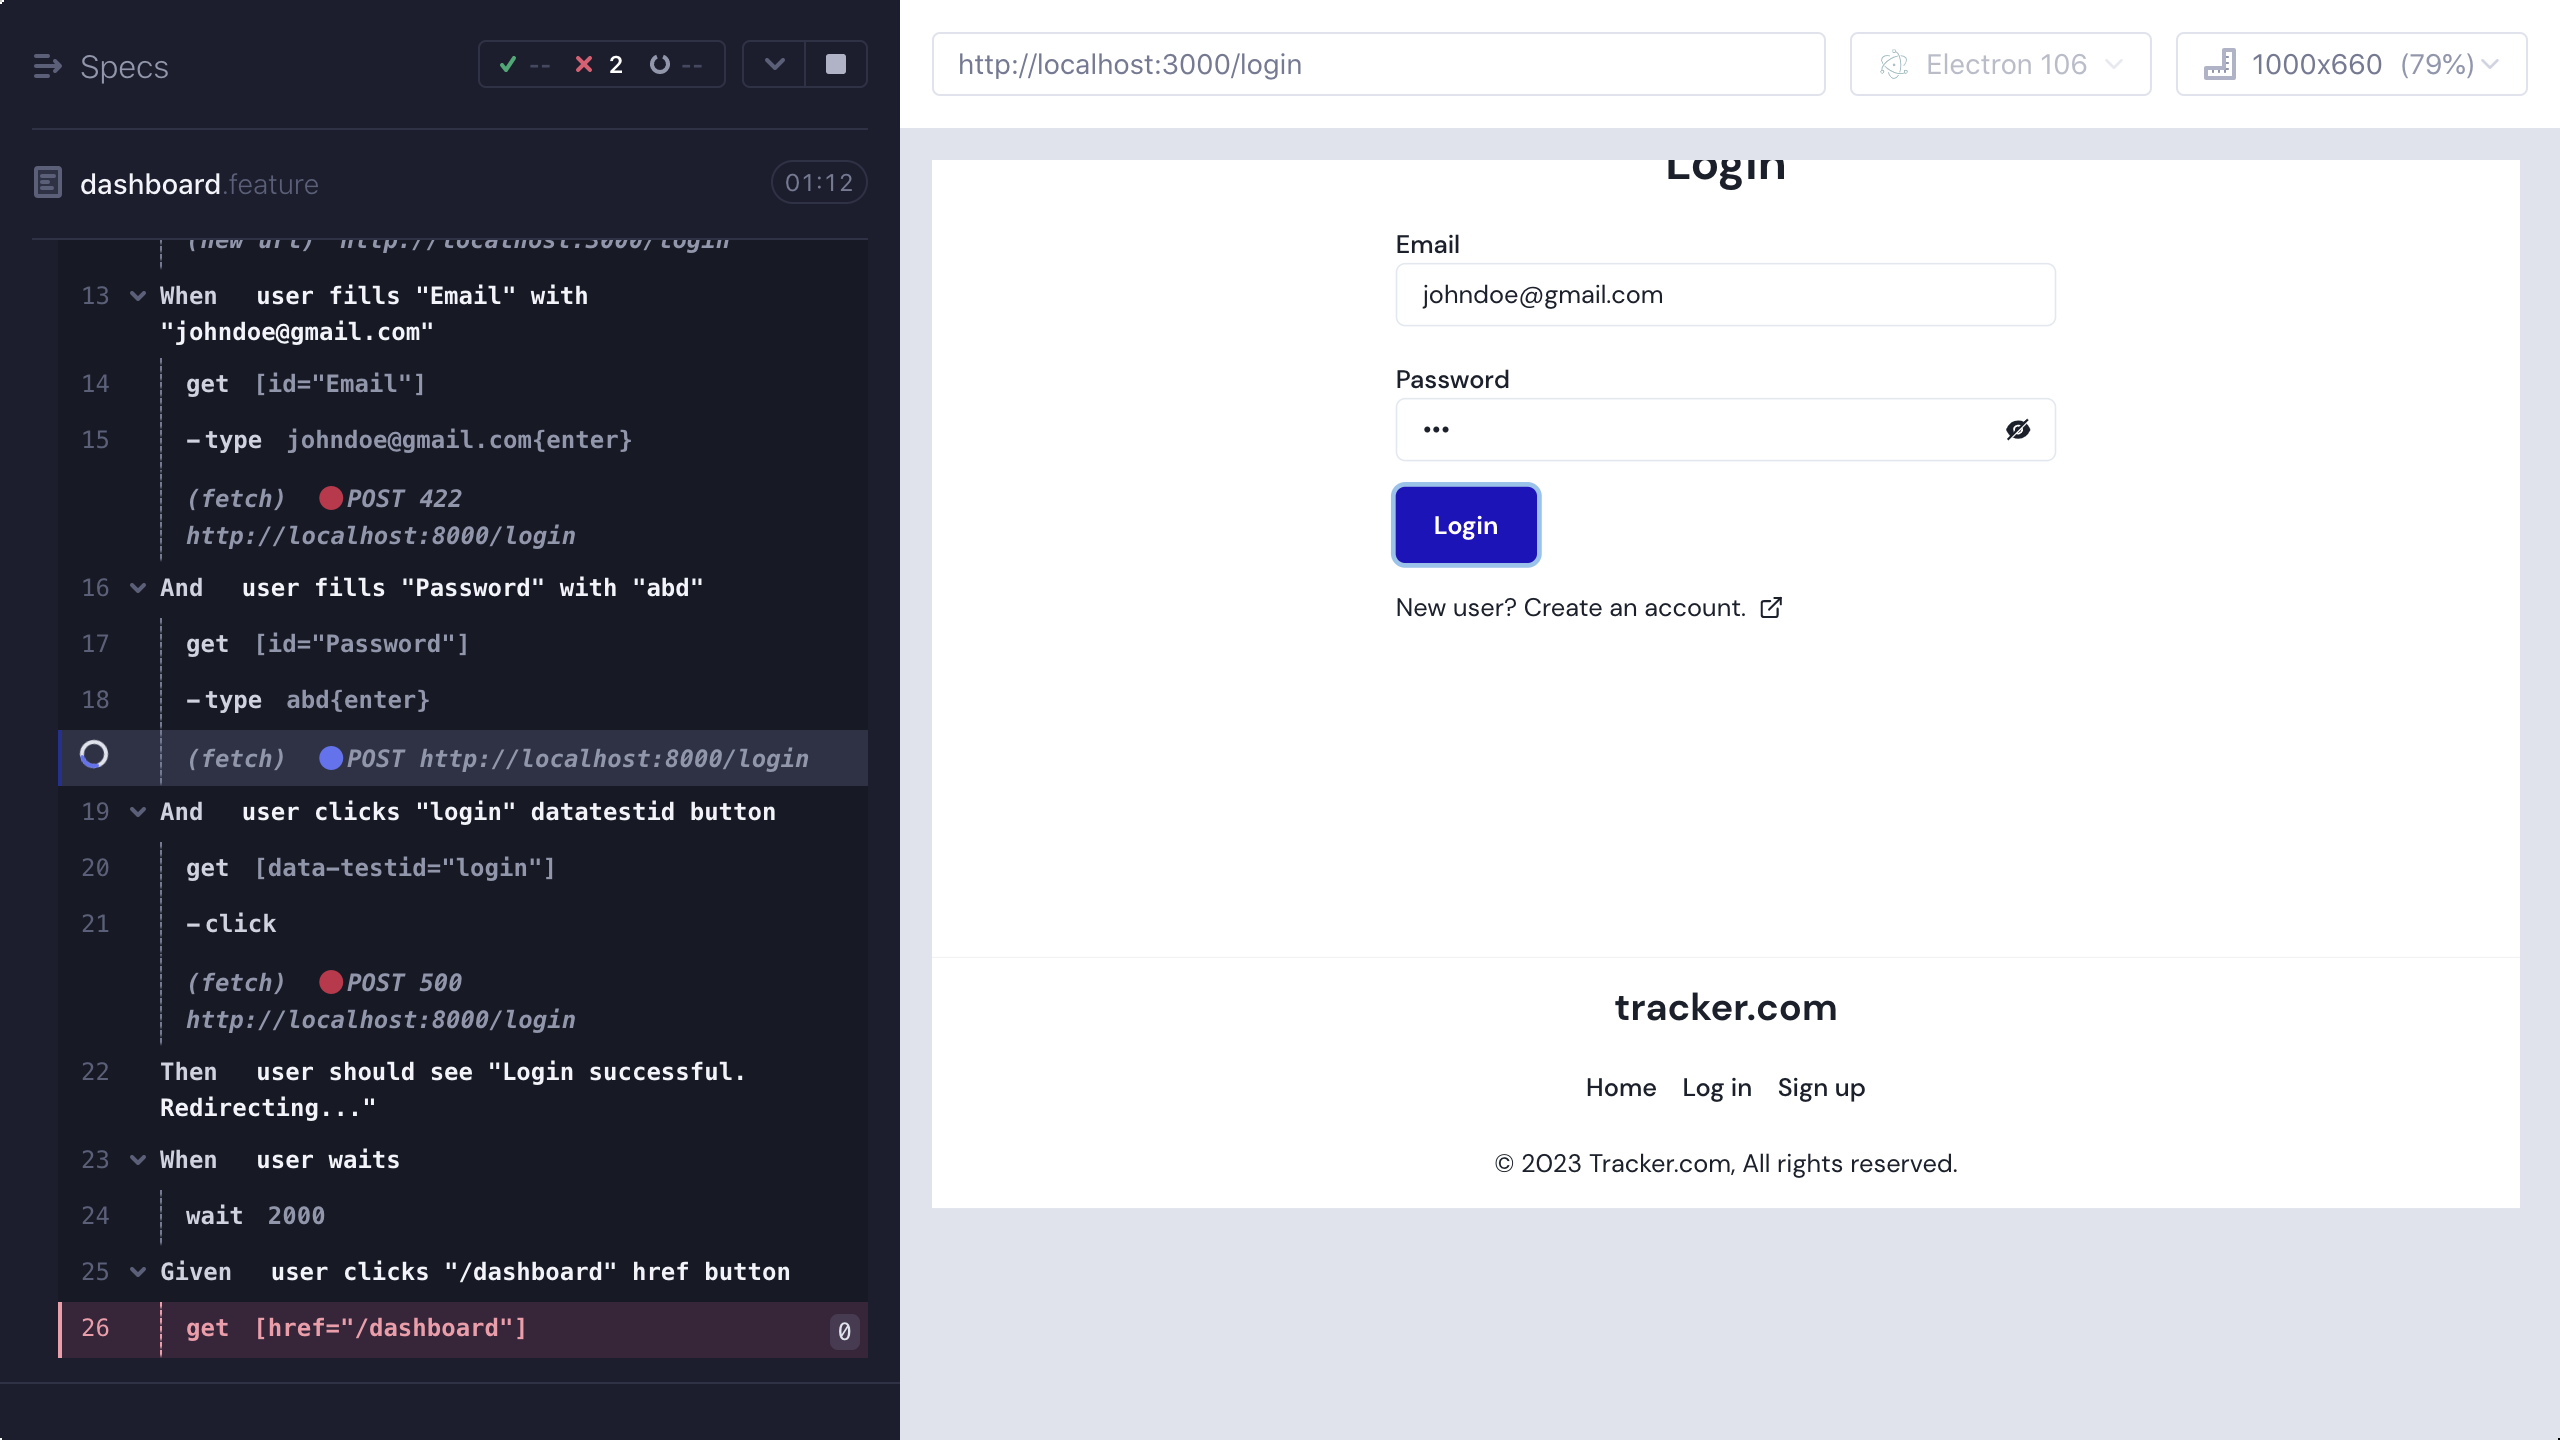 Specs
-- 2 --
dashboard.feature
01:12
(new url) http://localhost:3000/login
13 When user fills "Email" with
"johndoe@gmail.com"
14 get [id="Email"]
15 -type johndoe@gmail.com{enter}
(fetch) POST 422
http://localhost:8000/login
16 And user fills "Password" with "abd"
17 get [id="Password"]
18 -type abd{enter}
(fetch) POST http://localhost:8000/login
19 And user clicks "login" datatestid button
20 get [data-testid="login"]
21 -click
(fetch) POST 500
http://localhost:8000/login
22 Then user should see "Login successful.
Redirecting..."
23 When user waits
24 wait 2000
25 Given user clicks "/dashboard" href button
26 get [href="/dashboard"] 0
http://localhost:3000/login
Electron 106
1000x660 (79%)
Login
Email
johndoe@gmail.com
Password
•••
Login
New user? Create an account.
tracker.com
Home Log in Sign up
© 2023 Tracker.com, All rights reserved.